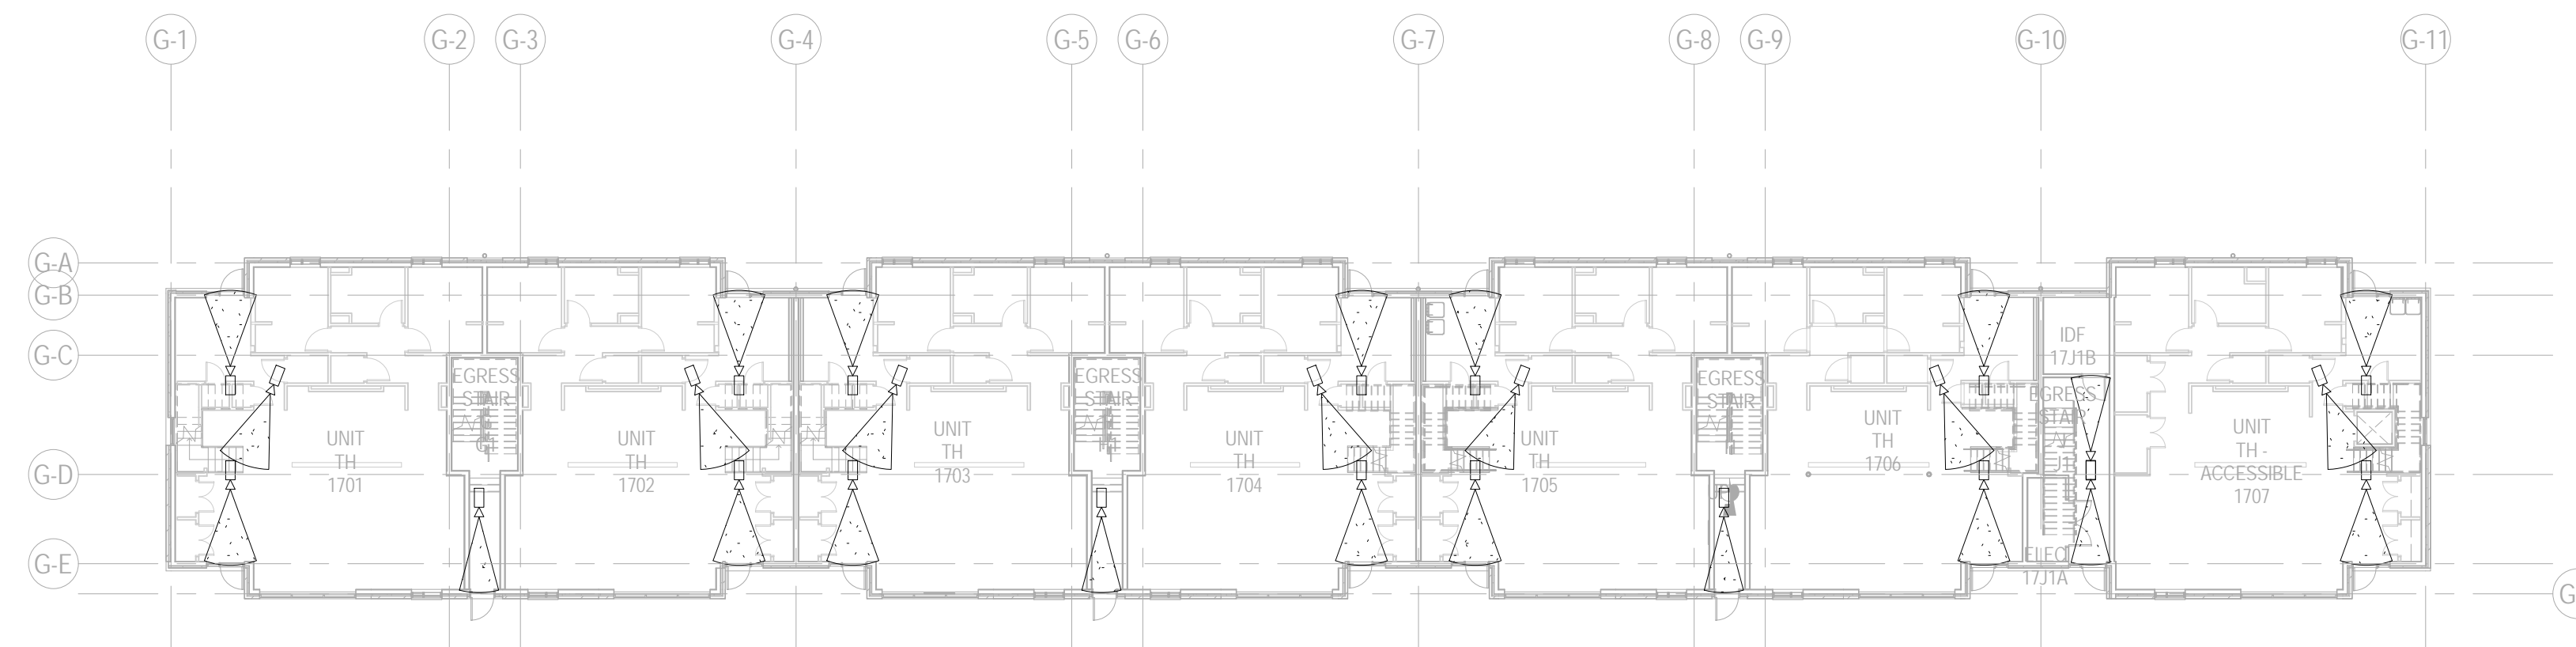 G-1
G-2
G-3
G-4
G-5
G-6
G-7
G-8
G-9
G-10
G-11
G-A
G-B
G-C
G-D
G-E
UNIT
TH
1701
EGRESS
STAIR
UNIT
TH
1702
UNIT
TH
1703
EGRESS
STAIR
UNIT
TH
1704
UNIT
TH
1705
EGRESS
STAIR
UNIT
TH
1706
IDF
17J1B
EGRESS
STAIR
J1
ELEC
17J1A
UNIT
TH -
ACCESSIBLE
1707